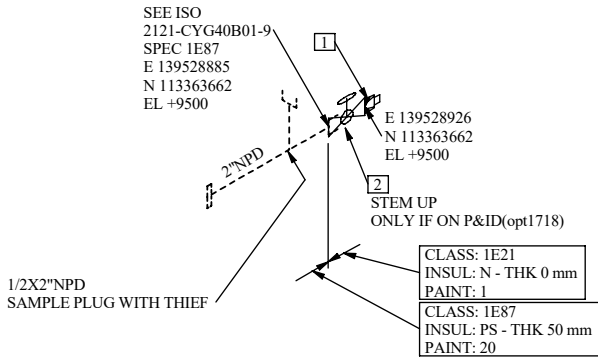 SEE ISO
2121-CYG40B01-9
SPEC 1E87
E 139528885
N 113363662
EL +9500
1
E 139528926
N 113363662
EL +9500
2"NPD
2
STEM UP
ONLY IF ON P&ID(opt1718)
CLASS: 1E21
INSUL: N - THK 0 mm
PAINT: 1
1/2X2"NPD
SAMPLE PLUG WITH THIEF
CLASS: 1E87
INSUL: PS - THK 50 mm
PAINT: 20